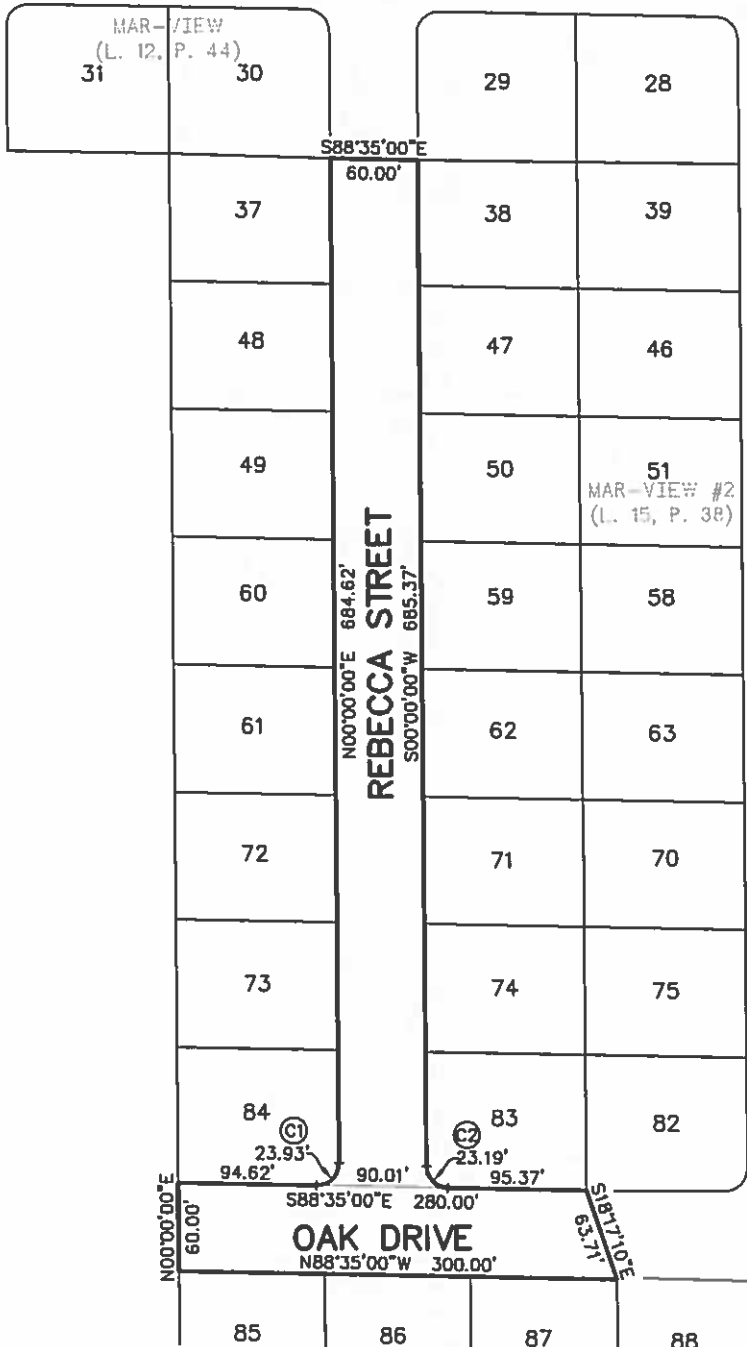 MAR-VIEW
(L. 12, P. 44)
31
30
29
28
S88°35'00"E
60.00'
37
38
39
48
47
46
49
50
51
MAR-VIEW #2
(L. 15, P. 38)
N00°00'00"E 684.62'
REBECCA STREET
S00°00'00"W 685.37'
60
59
58
61
62
63
72
71
70
73
74
75
84
83
82
C1
23.93'
C2
23.19'
94.62'
90.01'
95.37'
S88°35'00"E 280.00'
N00°00'00"E
60.00'
OAK DRIVE
S18°17'10"E
63.71'
N88°35'00"W 300.00'
85
86
87
88